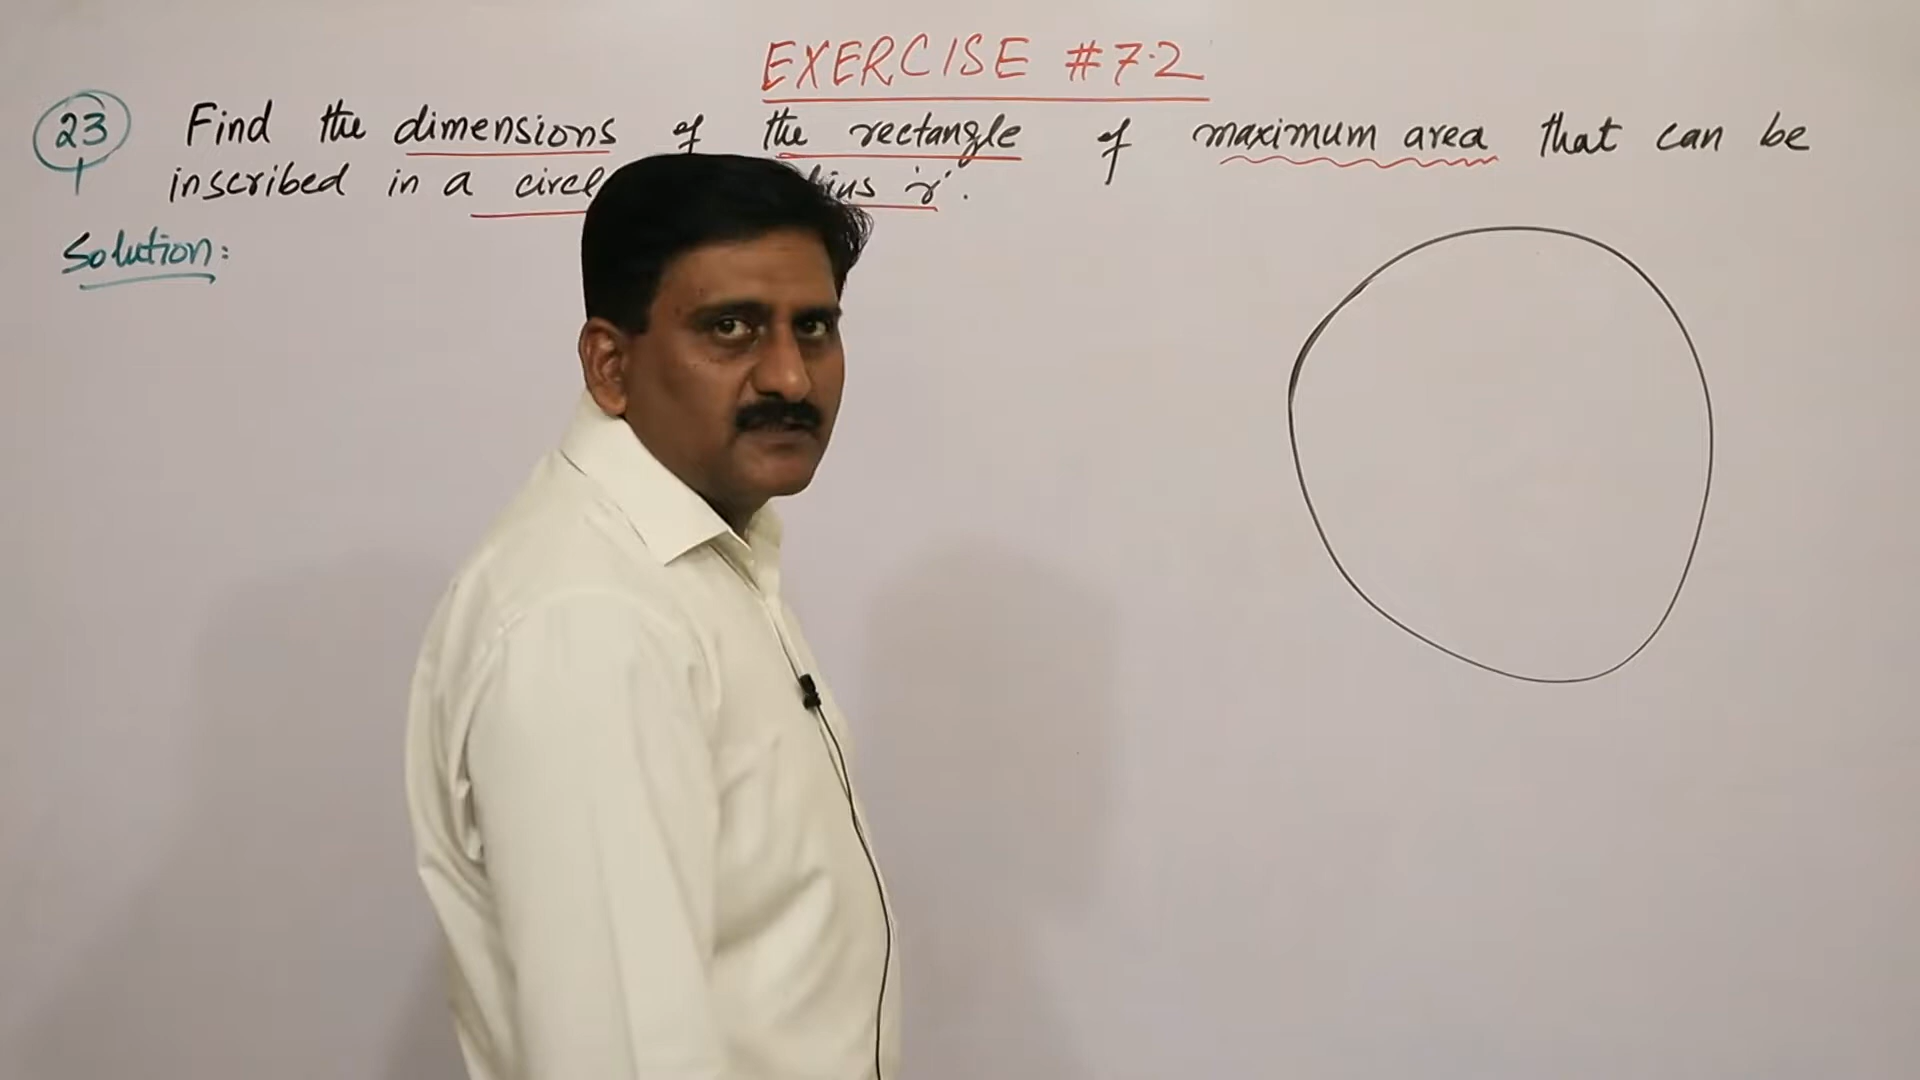 EXERCISE #7.2
23 Find the dimensions of the rectangle of maximum area that can be
inscribed in a 'r'.
Solution: